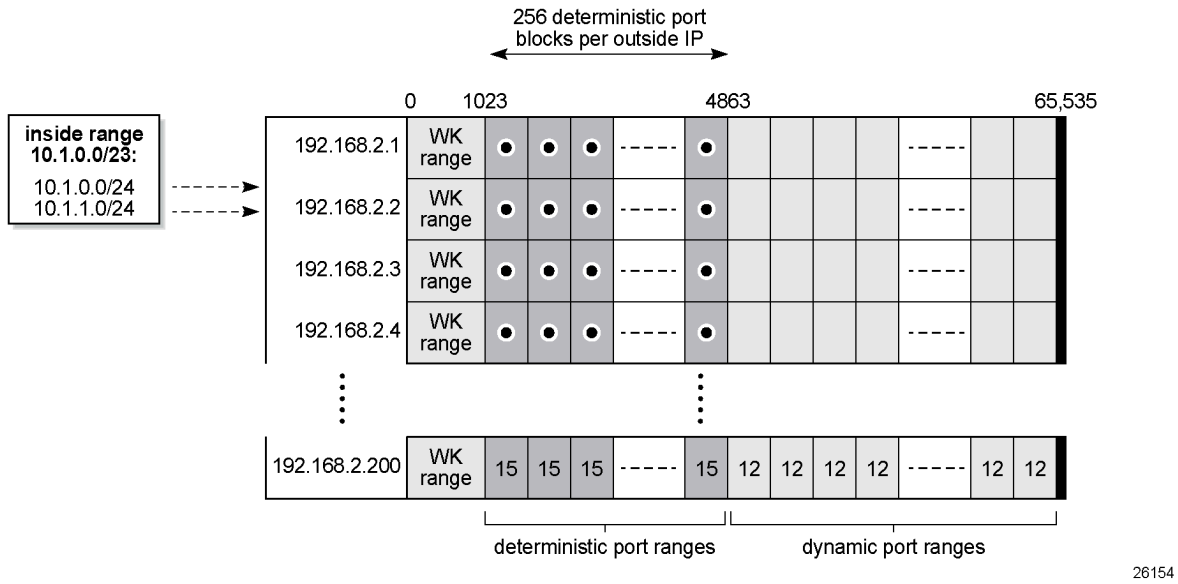 256 deterministic port
blocks per outside IP
0 1023 4863 65,535
inside range
10.1.0.0/23:
10.1.0.0/24
10.1.1.0/24
192.168.2.1 WK
range
192.168.2.2 WK
range
192.168.2.3 WK
range
192.168.2.4 WK
range
192.168.2.200 WK
range 15 15 15 15 12 12 12 12 12 12
deterministic port ranges dynamic port ranges
26154